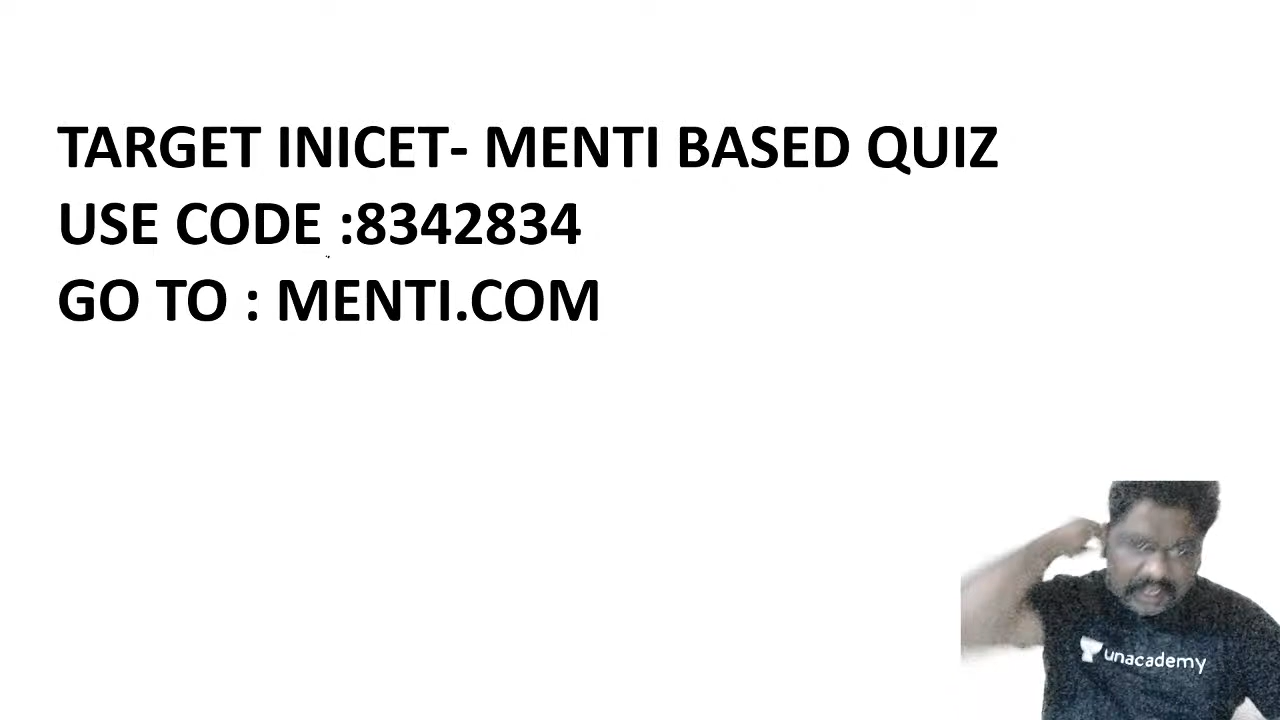 TARGET INICET- MENTI BASED QUIZ
USE CODE :8342834
GO TO : MENTI.COM
unacademy